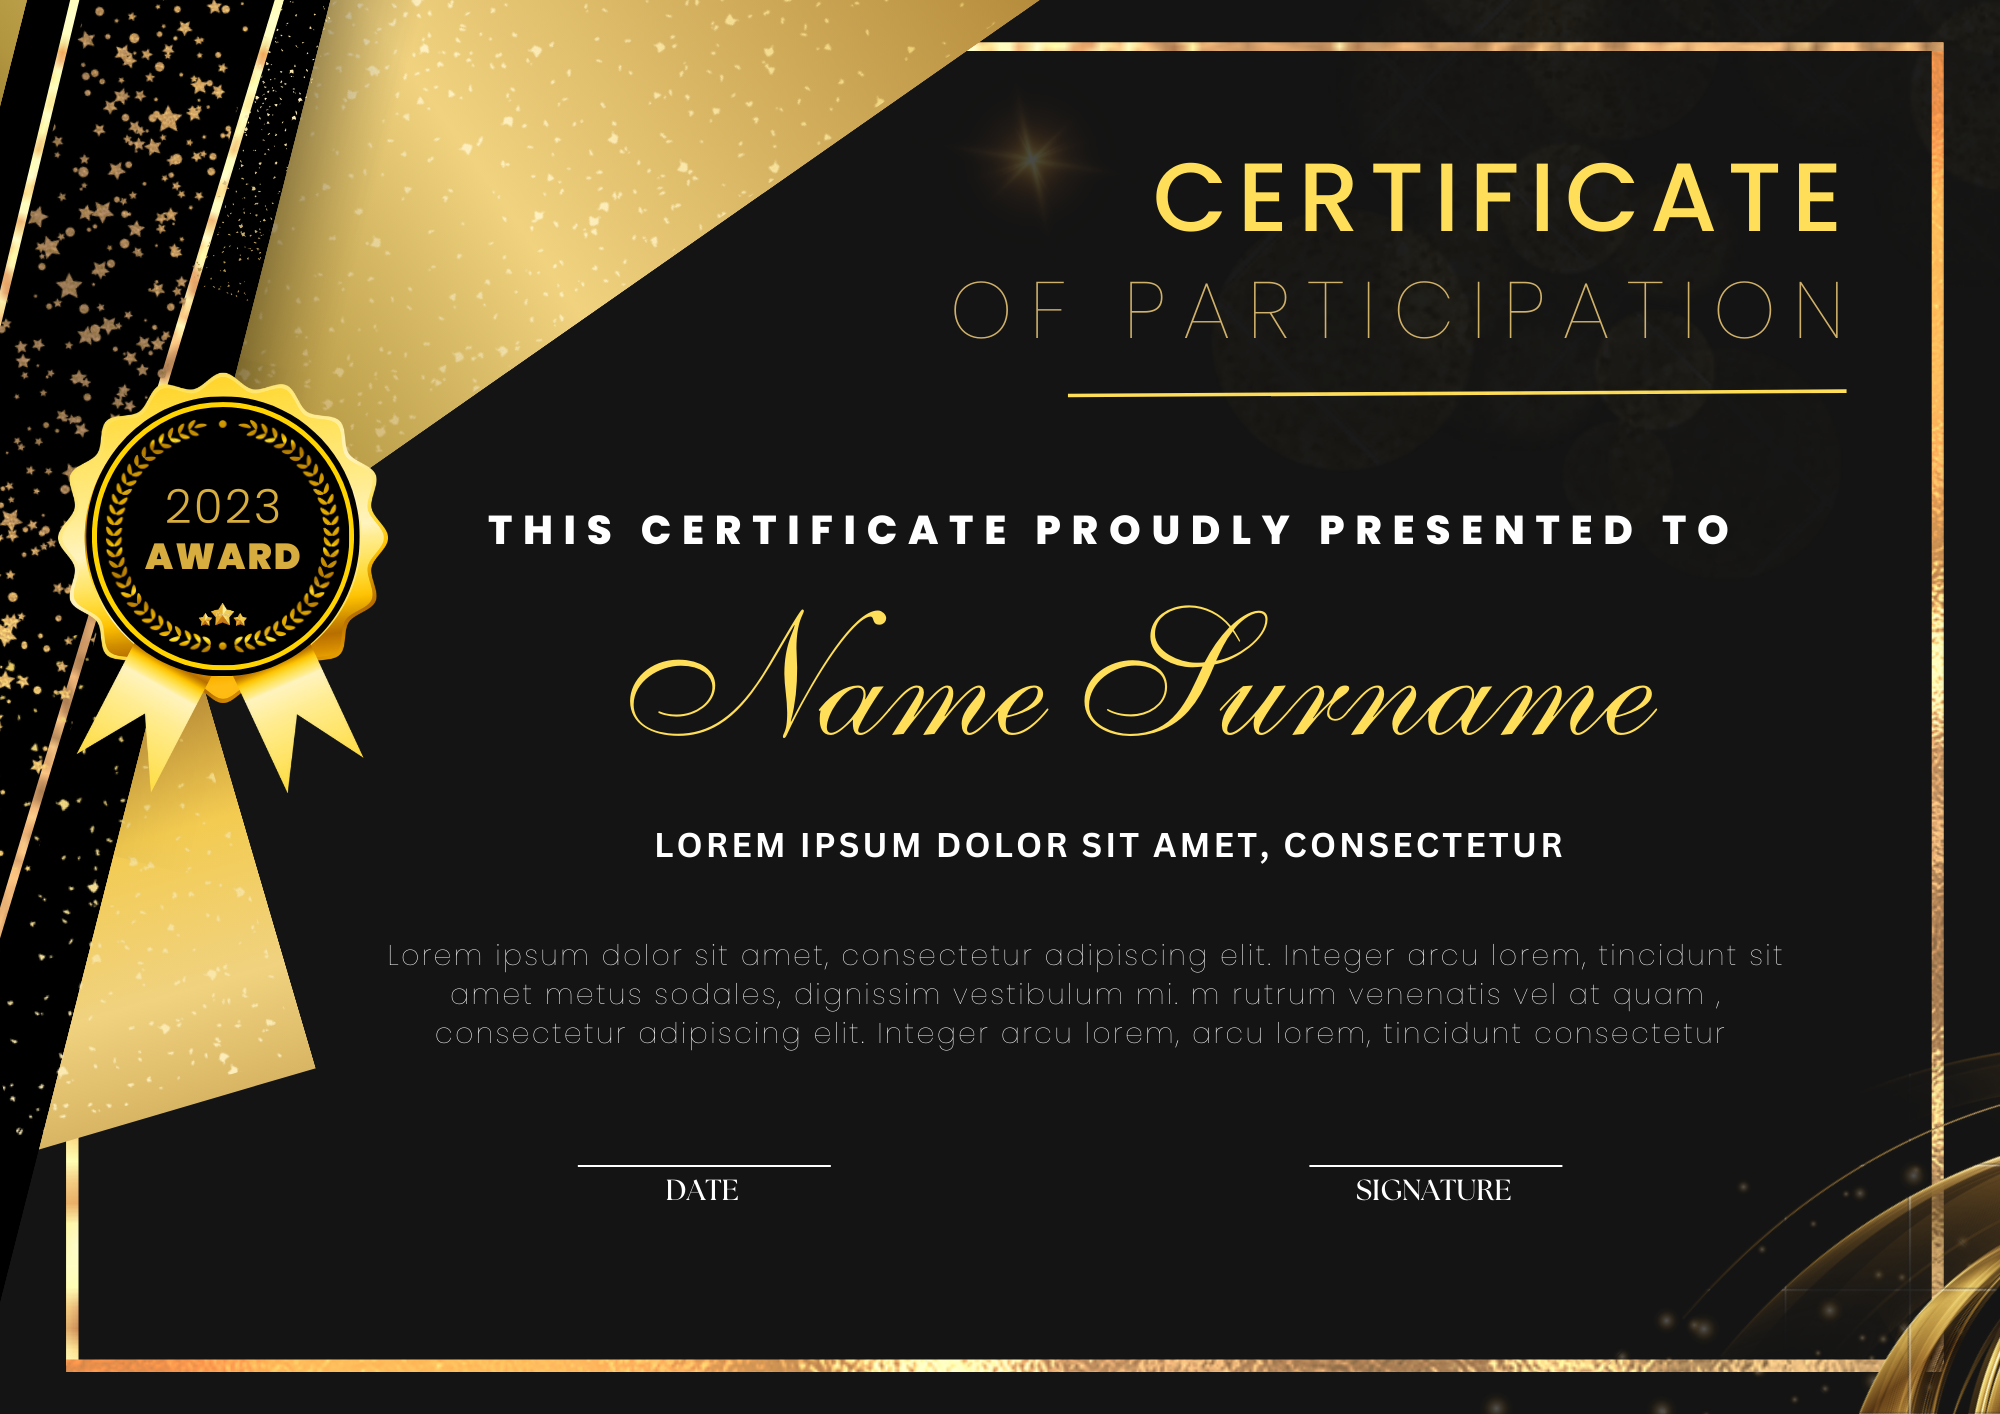 CERTIFICATE
OF PARTICIPATION
2023
AWARD
THIS CERTIFICATE PROUDLY PRESENTED TO
Name Surname
LOREM IPSUM DOLOR SIT AMET, CONSECTETUR
Lorem ipsum dolor sit amet, consectetur adipiscing elit. Integer arcu lorem, tincidunt sit
amet metus sodales, dignissim vestibulum mi. m rutrum venenatis vel at quam ,
consectetur adipiscing elit. Integer arcu lorem, arcu lorem, tincidunt consectetur
DATE
SIGNATURE